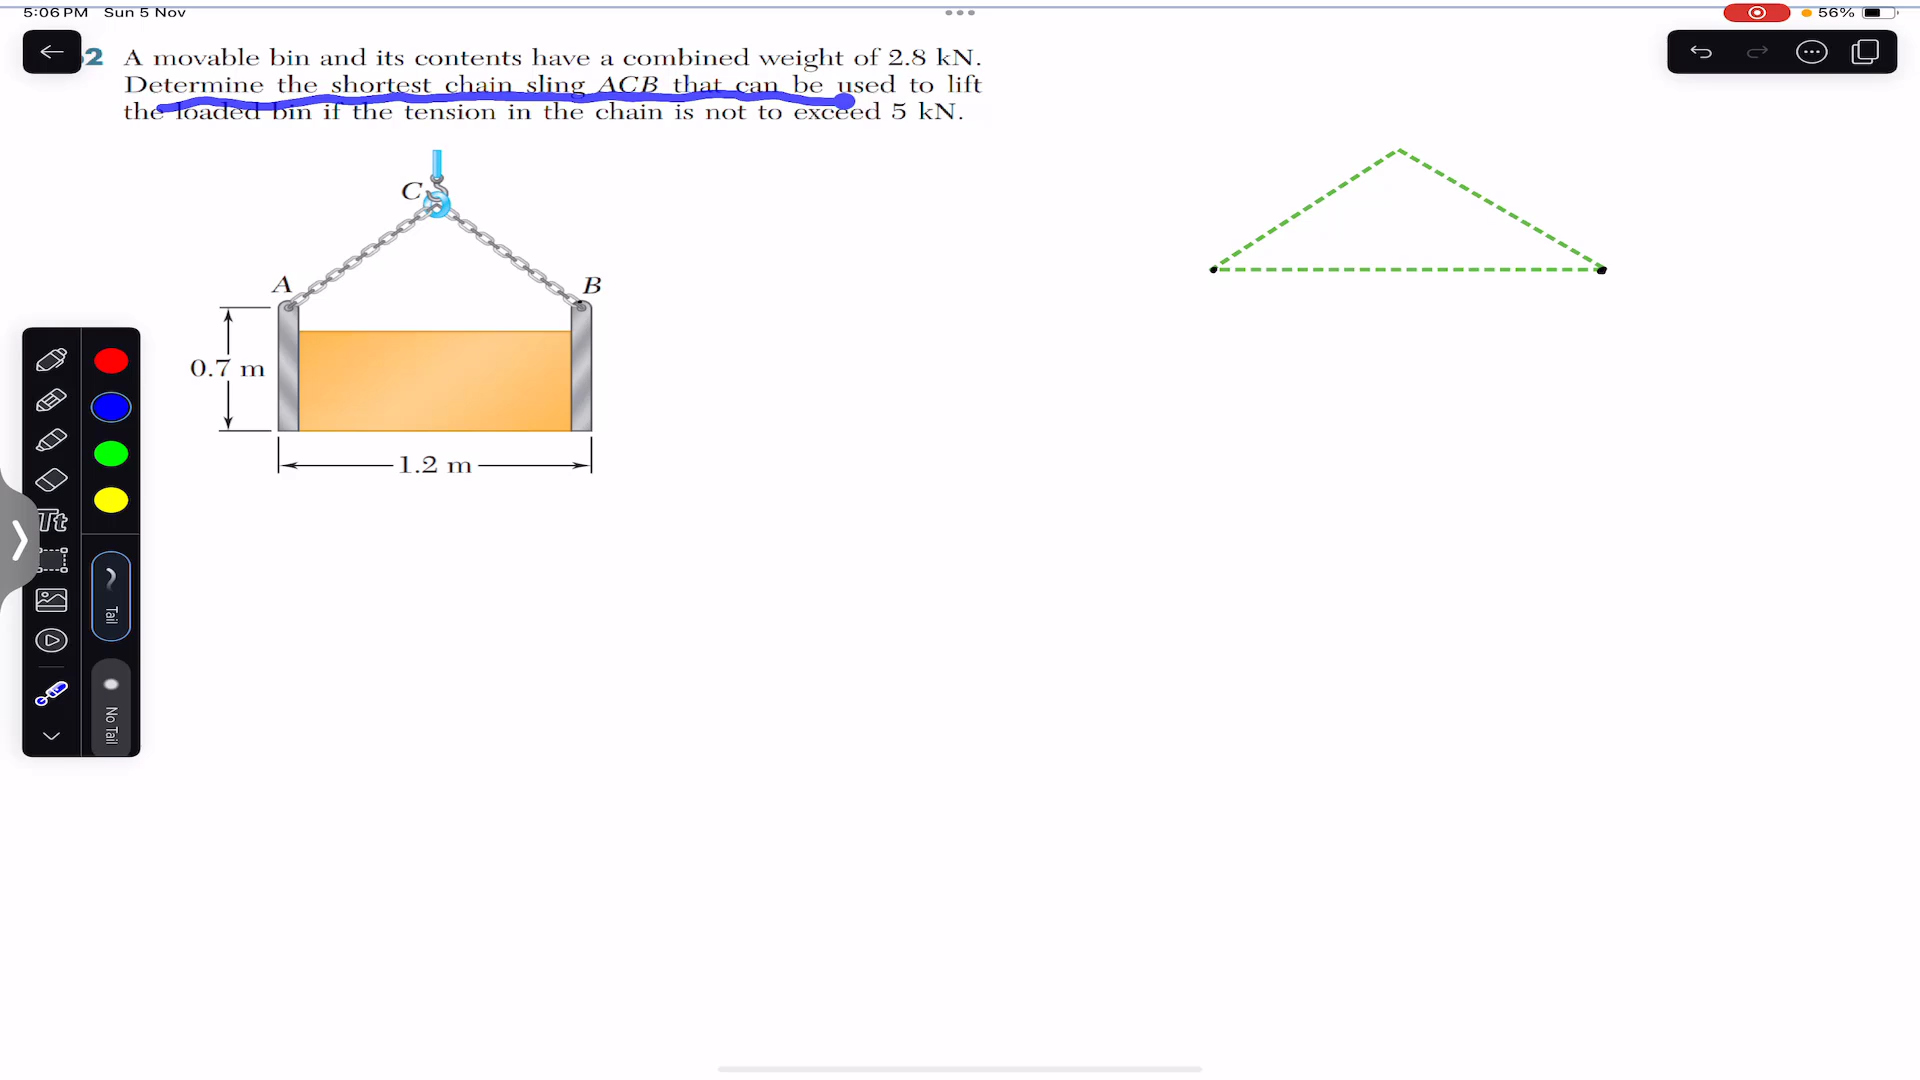 5:06 PM Sun 5 Nov
56%
2 A movable bin and its contents have a combined weight of 2.8 kN.
Determine the shortest chain sling ACB that can be used to lift
the loaded bin if the tension in the chain is not to exceed 5 kN.
C
A
B
0.7 m
1.2 m
Tt
Tail
No Tail